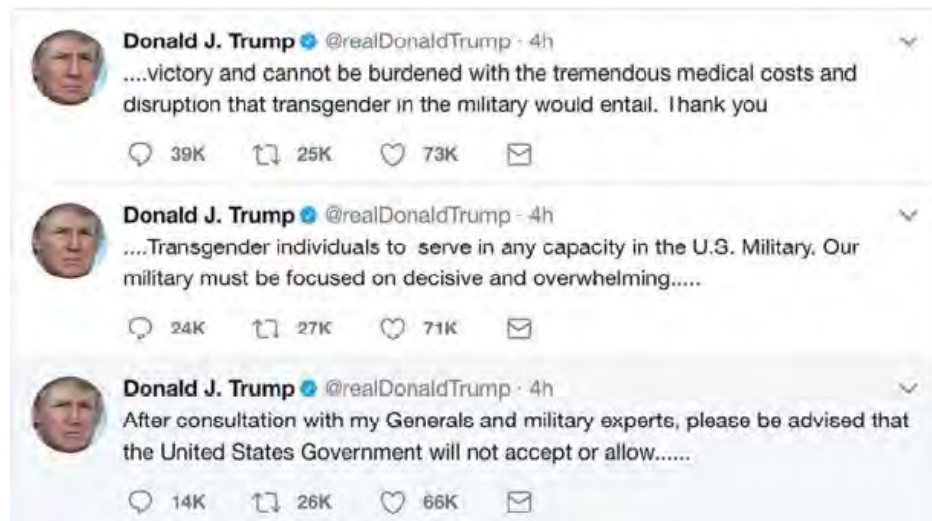 Donald J. Trump @realDonaldTrump · 4h
....victory and cannot be burdened with the tremendous medical costs and
disruption that transgender in the military would entail. Thank you
39K 25K 73K
Donald J. Trump @realDonaldTrump · 4h
....Transgender individuals to serve in any capacity in the U.S. Military. Our
military must be focused on decisive and overwhelming.....
24K 27K 71K
Donald J. Trump @realDonaldTrump · 4h
After consultation with my Generals and military experts, please be advised that
the United States Government will not accept or allow......
14K 26K 66K